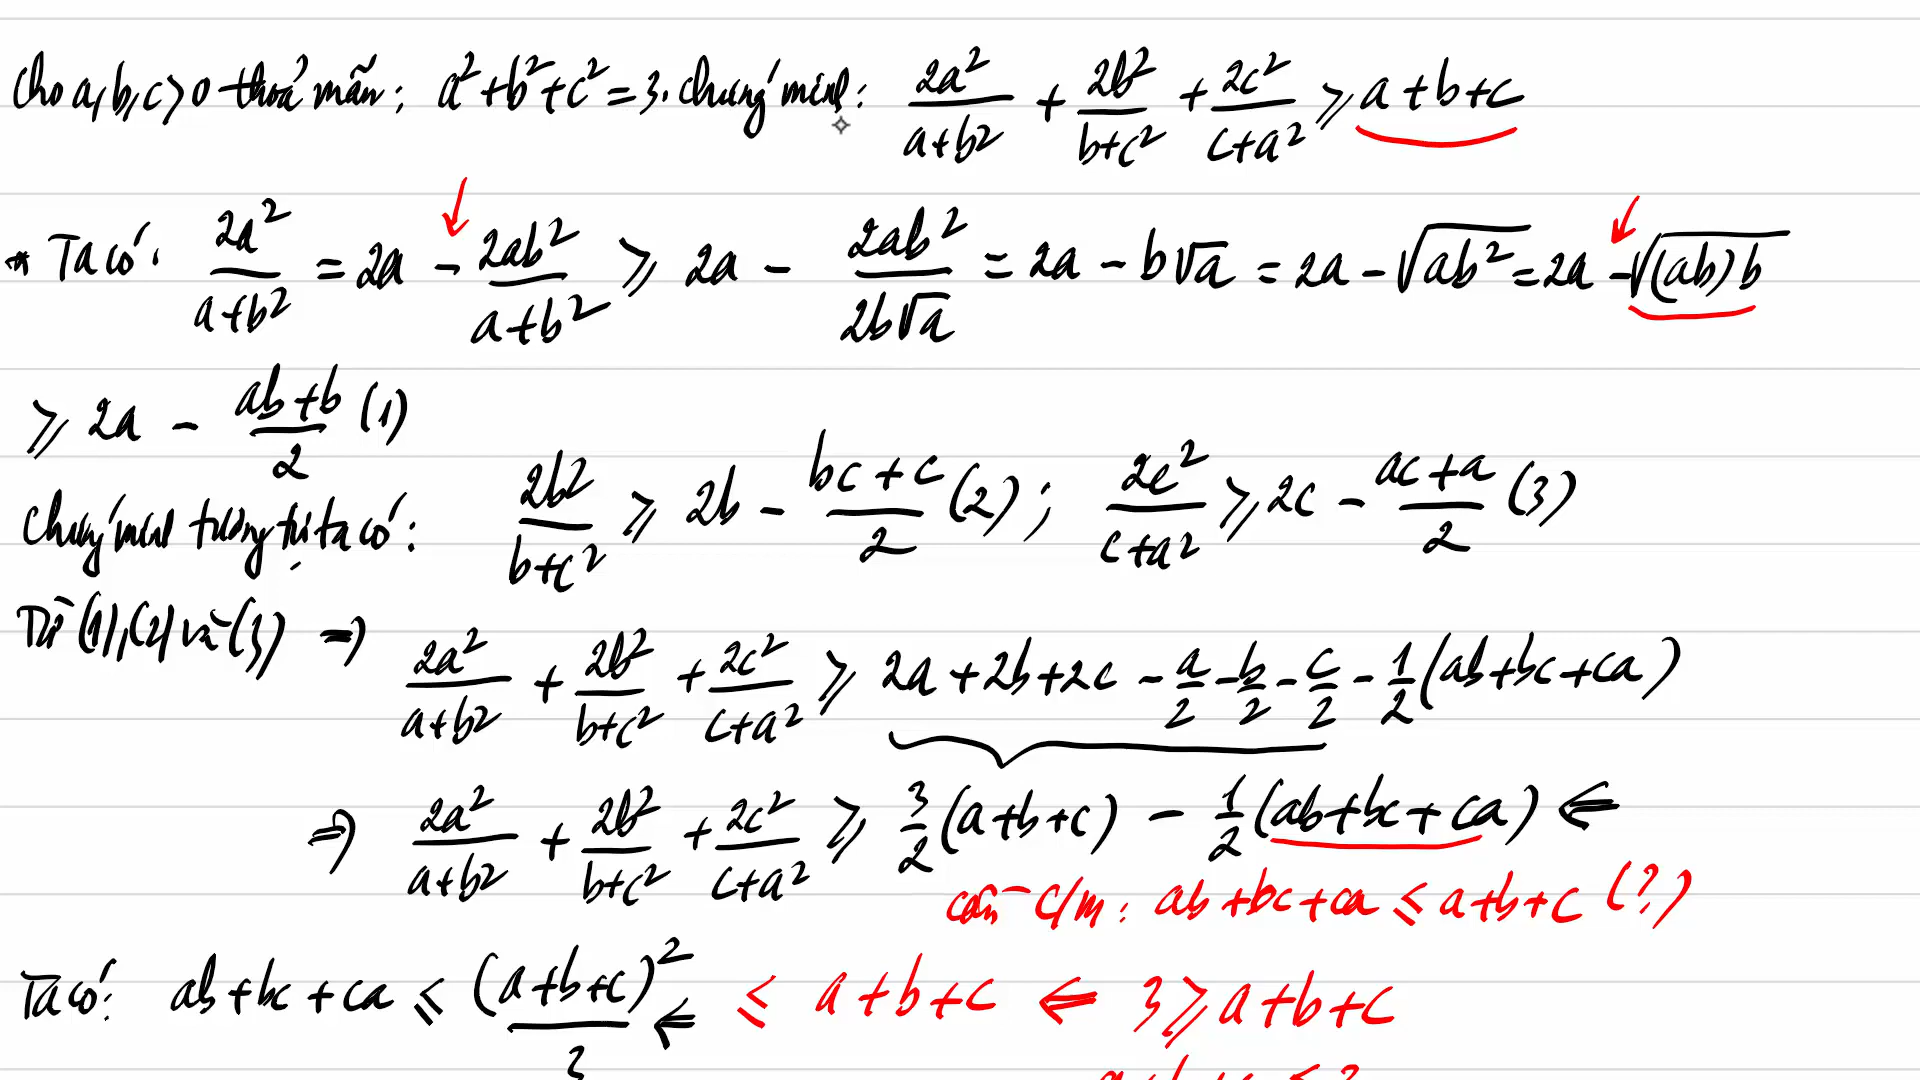 Cho a,b,c>0 thoả mãn: a²+b²+c²=3. Chứng minh: 2a²/(a+b²) + 2b²/(b+c²) + 2c²/(c+a²) ⩾ a+b+c
Ta có: 2a²/(a+b²) = 2a - 2ab²/(a+b²) ⩾ 2a - 2ab²/(2b√a) = 2a - b√a = 2a - √(ab²) = 2a - √((ab)b)
⩾ 2a - (ab+b)/2 (1)
Chứng minh tương tự ta có: 2b²/(b+c²) ⩾ 2b - (bc+c)/2 (2); 2c²/(c+a²) ⩾ 2c - (ac+a)/2 (3)
Từ (1),(2) và (3) ⇒ 2a²/(a+b²) + 2b²/(b+c²) + 2c²/(c+a²) ⩾ 2a+2b+2c - a/2 - b/2 - c/2 - 1/2(ab+bc+ca)
⇒ 2a²/(a+b²) + 2b²/(b+c²) + 2c²/(c+a²) ⩾ 3/2(a+b+c) - 1/2(ab+bc+ca) ⇐
cần c/m: ab+bc+ca ⩽ a+b+c (?)
Ta có: ab+bc+ca ⩽ (a+b+c)²/3 ⇐ ⩽ a+b+c ⇐ 3 ⩾ a+b+c